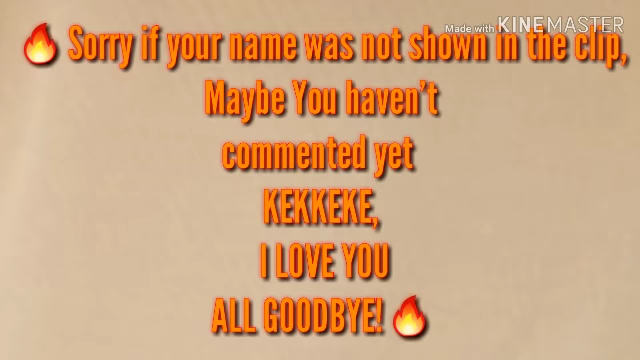 Made with KINEMASTER
🔥 Sorry if your name was not shown in the clip,
Maybe You haven't
commented yet
KEKKEKE,
I LOVE YOU
ALL GOODBYE! 🔥